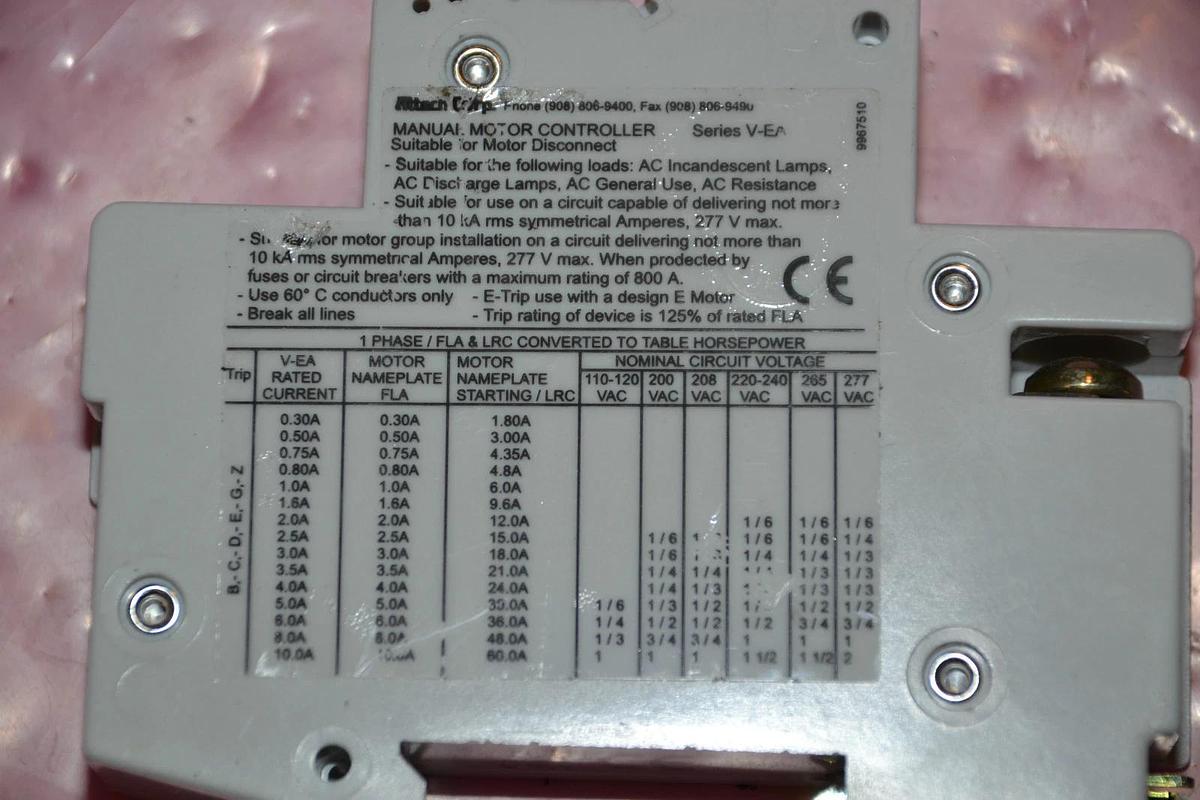 Altech Corp. Phone (908) 806-9400, Fax (908) 806-9490
9967510
MANUAL MOTOR CONTROLLER Series V-EA
Suitable for Motor Disconnect
- Suitable for the following loads: AC Incandescent Lamps,
AC Discharge Lamps, AC General Use, AC Resistance
- Suitable for use on a circuit capable of delivering not more
than 10 kA rms symmetrical Amperes, 277 V max.
- for motor group installation on a circuit delivering not more than
10 kA rms symmetrical Amperes, 277 V max. When prodected by
fuses or circuit breakers with a maximum rating of 800 A.
- Use 60° C conductors only - E-Trip use with a design E Motor
- Break all lines - Trip rating of device is 125% of rated FLA
CE
1 PHASE / FLA & LRC CONVERTED TO TABLE HORSEPOWER
Trip V-EA RATED CURRENT MOTOR NAMEPLATE FLA MOTOR NAMEPLATE STARTING / LRC NOMINAL CIRCUIT VOLTAGE
110-120 VAC 200 VAC 208 VAC 220-240 VAC 265 VAC 277 VAC
B,- C,- D,- E,- G,- Z
0.30A 0.30A 1.80A
0.50A 0.50A 3.00A
0.75A 0.75A 4.35A
0.80A 0.80A 4.8A
1.0A 1.0A 6.0A
1.6A 1.6A 9.6A
2.0A 2.0A 12.0A 1/6 1/6 1/6
2.5A 2.5A 15.0A 1/6 1/6 1/6 1/4
3.0A 3.0A 18.0A 1/6 1/4 1/4 1/3
3.5A 3.5A 21.0A 1/4 1/4 1/3 1/3
4.0A 4.0A 24.0A 1/4 1/3 1/3 1/3
5.0A 5.0A 30.0A 1/6 1/3 1/2 1/2 1/2
6.0A 6.0A 36.0A 1/4 1/2 1/2 1/2 3/4 3/4
8.0A 8.0A 48.0A 1/3 3/4 3/4 1 1 1
10.0A 10.0A 60.0A 1 1 1 1 1/2 1 1/2 2